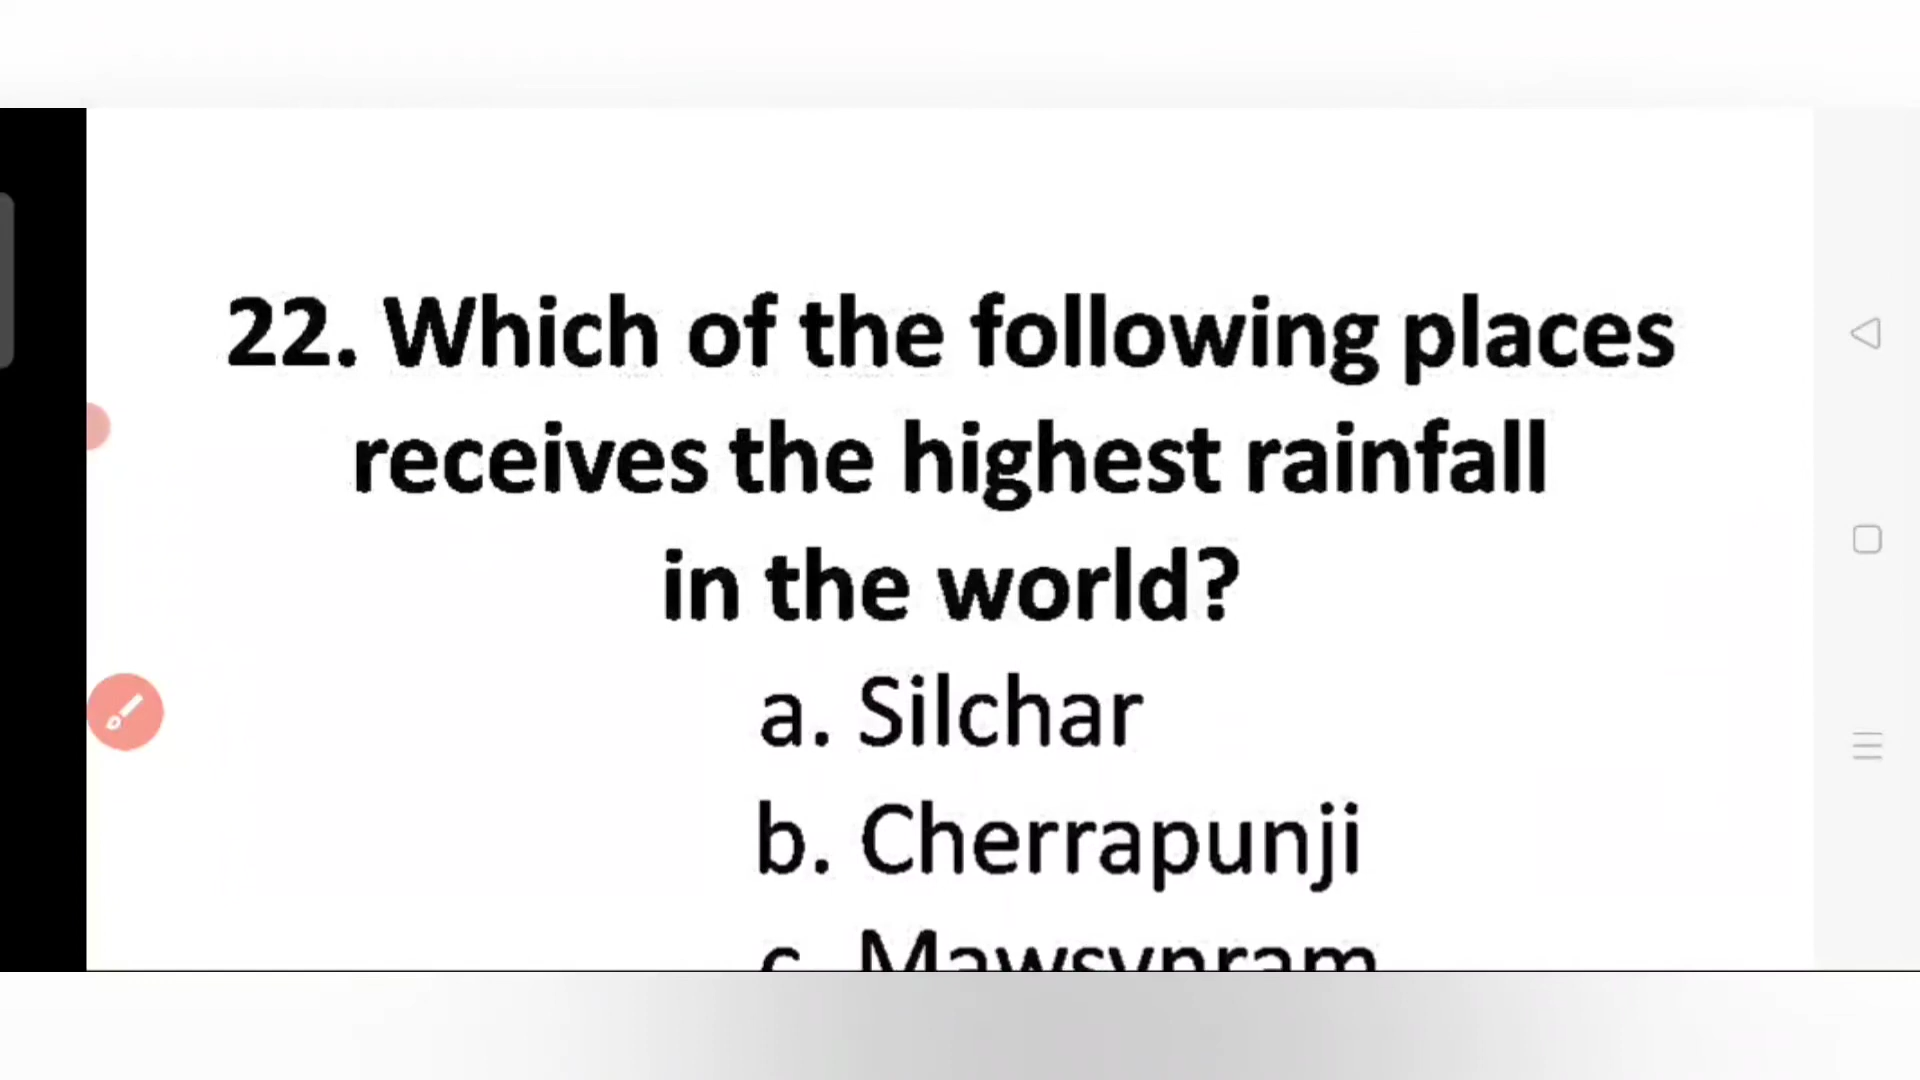 22. Which of the following places
receives the highest rainfall
in the world?
a. Silchar
b. Cherrapunji
c. Mawsynram